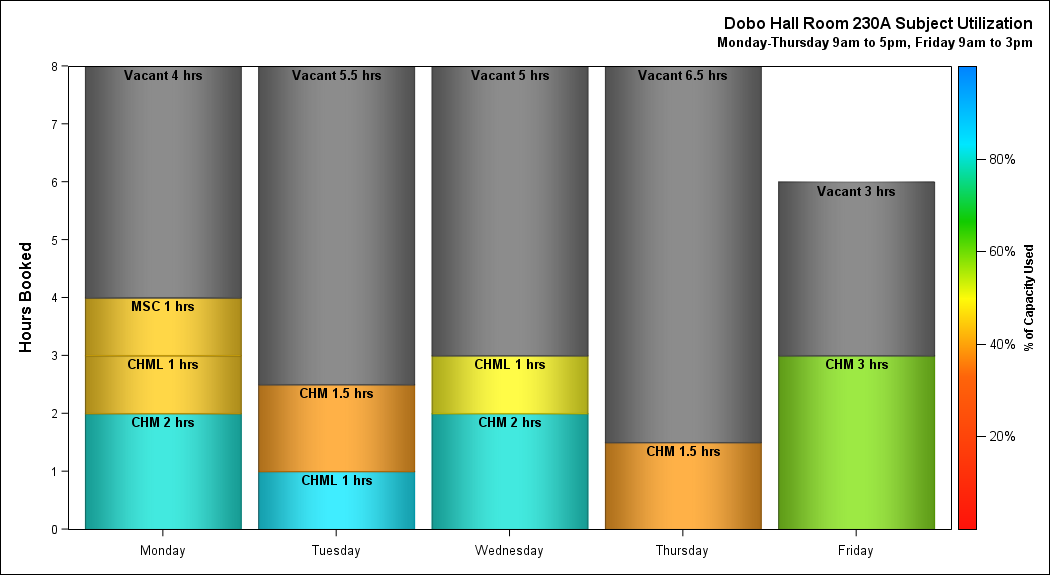 Dobo Hall Room 230A Subject Utilization
Monday-Thursday 9am to 5pm, Friday 9am to 3pm
Hours Booked
8
7
6
5
4
3
2
1
0
Vacant 4 hrs
MSC 1 hrs
CHML 1 hrs
CHM 2 hrs
Vacant 5.5 hrs
CHM 1.5 hrs
CHML 1 hrs
Vacant 5 hrs
CHML 1 hrs
CHM 2 hrs
Vacant 6.5 hrs
CHM 1.5 hrs
Vacant 3 hrs
CHM 3 hrs
Monday
Tuesday
Wednesday
Thursday
Friday
80%
60%
40%
20%
% of Capacity Used